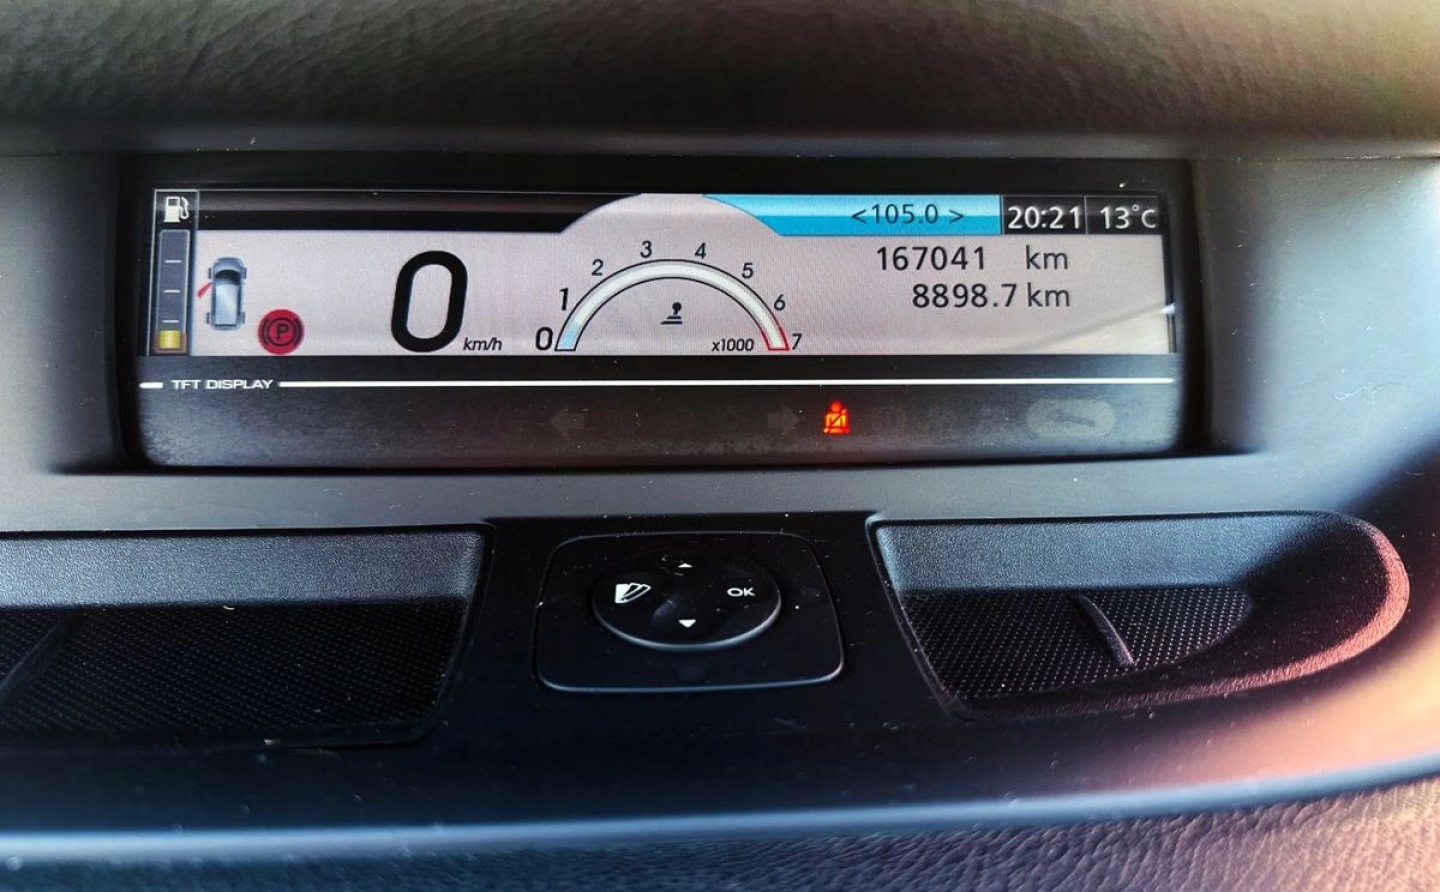 <105.0 > 20:21 13°C
167041 km
8898.7 km
P
0 km/h
0 1 2 3 4 5 6 7
x1000
TFT DISPLAY
OK